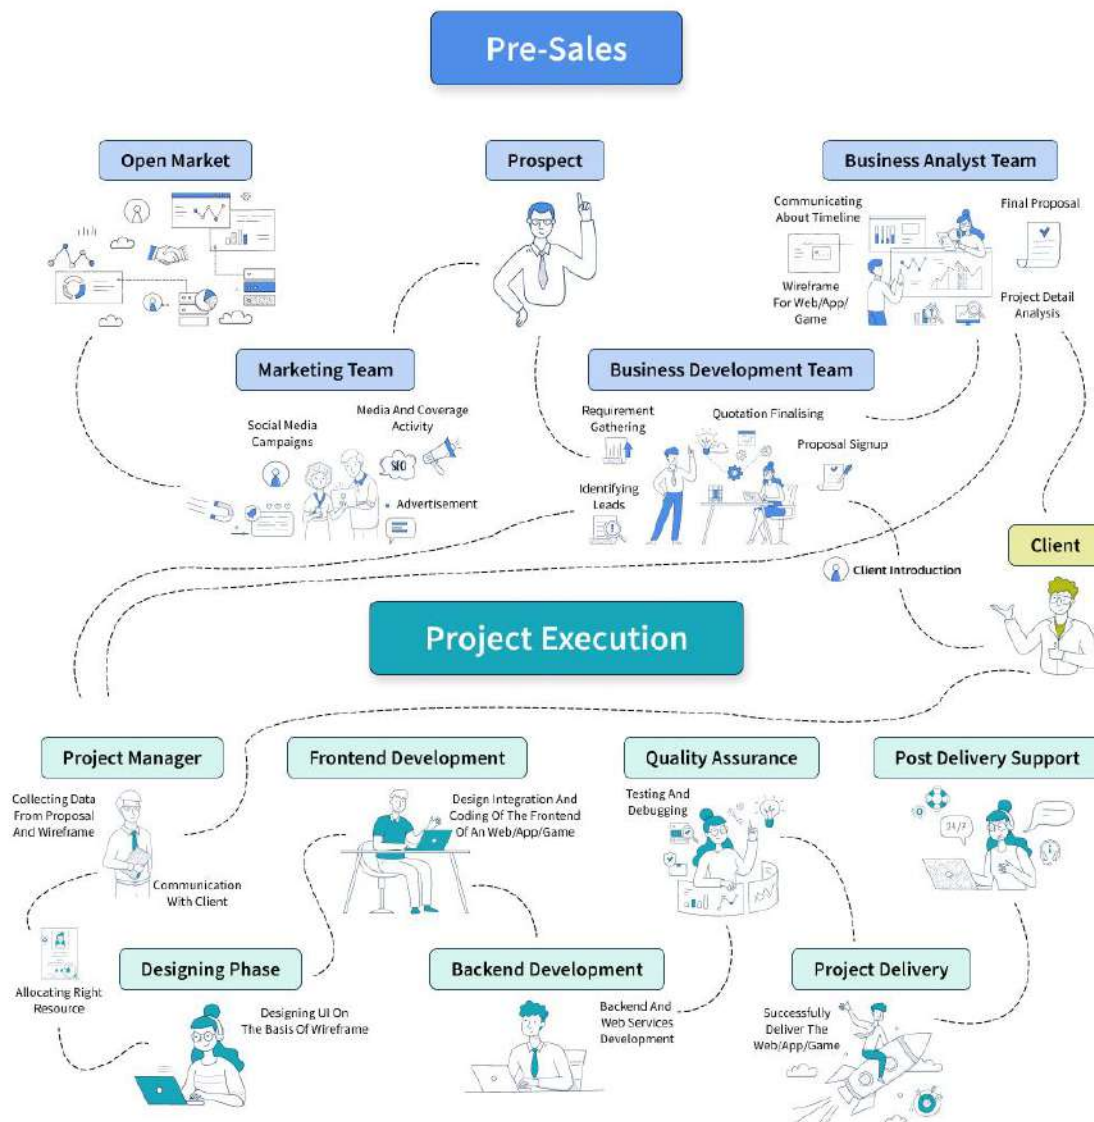 Pre-Sales
Open Market
Prospect
Business Analyst Team
Communicating
About Timeline
Final Proposal
Wireframe
For Web/App/
Game
Project Detail
Analysis
Marketing Team
Business Development Team
Social Media
Campaigns
Media And Coverage
Activity
SEO
Advertisement
Requirement
Gathering
Quotation Finalising
Proposal Signup
Identifying
Leads
Client
Client Introduction
Project Execution
Project Manager
Frontend Development
Quality Assurance
Post Delivery Support
Collecting Data
From Proposal
And Wireframe
Communication
With Client
Design Integration And
Coding Of The Frontend
Of An Web/App/Game
Testing And
Debugging
24/7
Allocating Right
Resource
Designing Phase
Backend Development
Project Delivery
Designing UI On
The Basis Of Wireframe
Backend And
Web Services
Development
Successfully
Deliver The
Web/App/Game